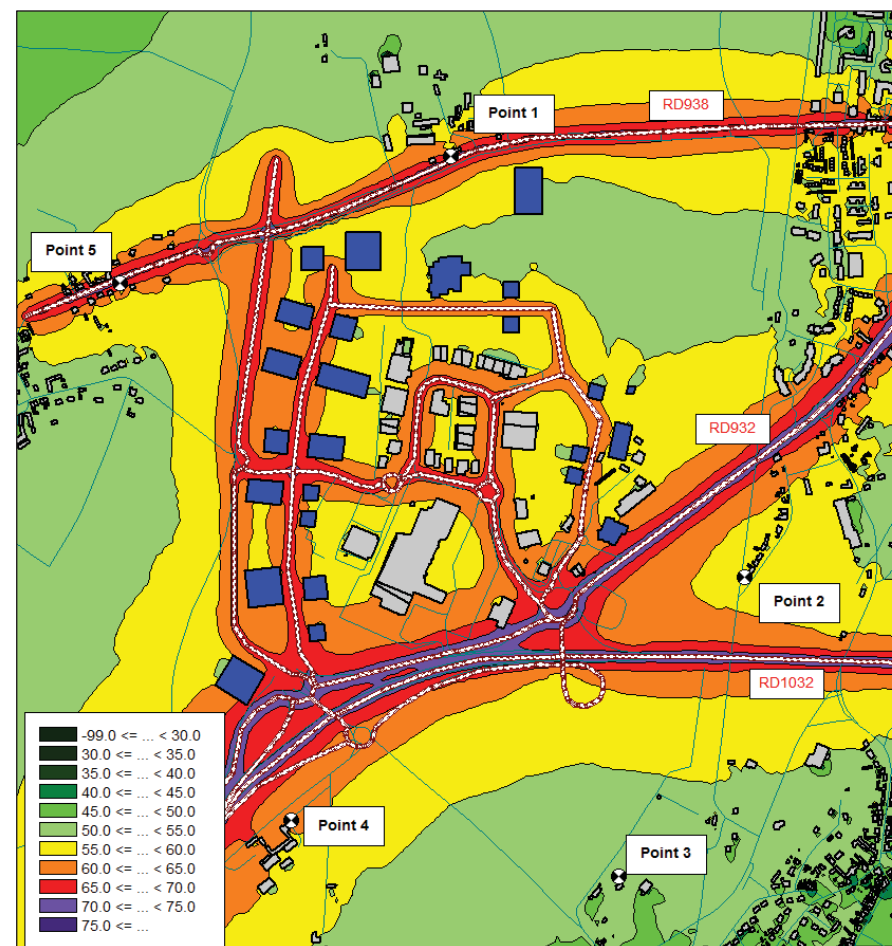 RD938
Point 1
Point 5
RD932
Point 2
RD1032
Point 4
Point 3
-99.0 <= ... < 30.0
30.0 <= ... < 35.0
35.0 <= ... < 40.0
40.0 <= ... < 45.0
45.0 <= ... < 50.0
50.0 <= ... < 55.0
55.0 <= ... < 60.0
60.0 <= ... < 65.0
65.0 <= ... < 70.0
70.0 <= ... < 75.0
75.0 <= ...